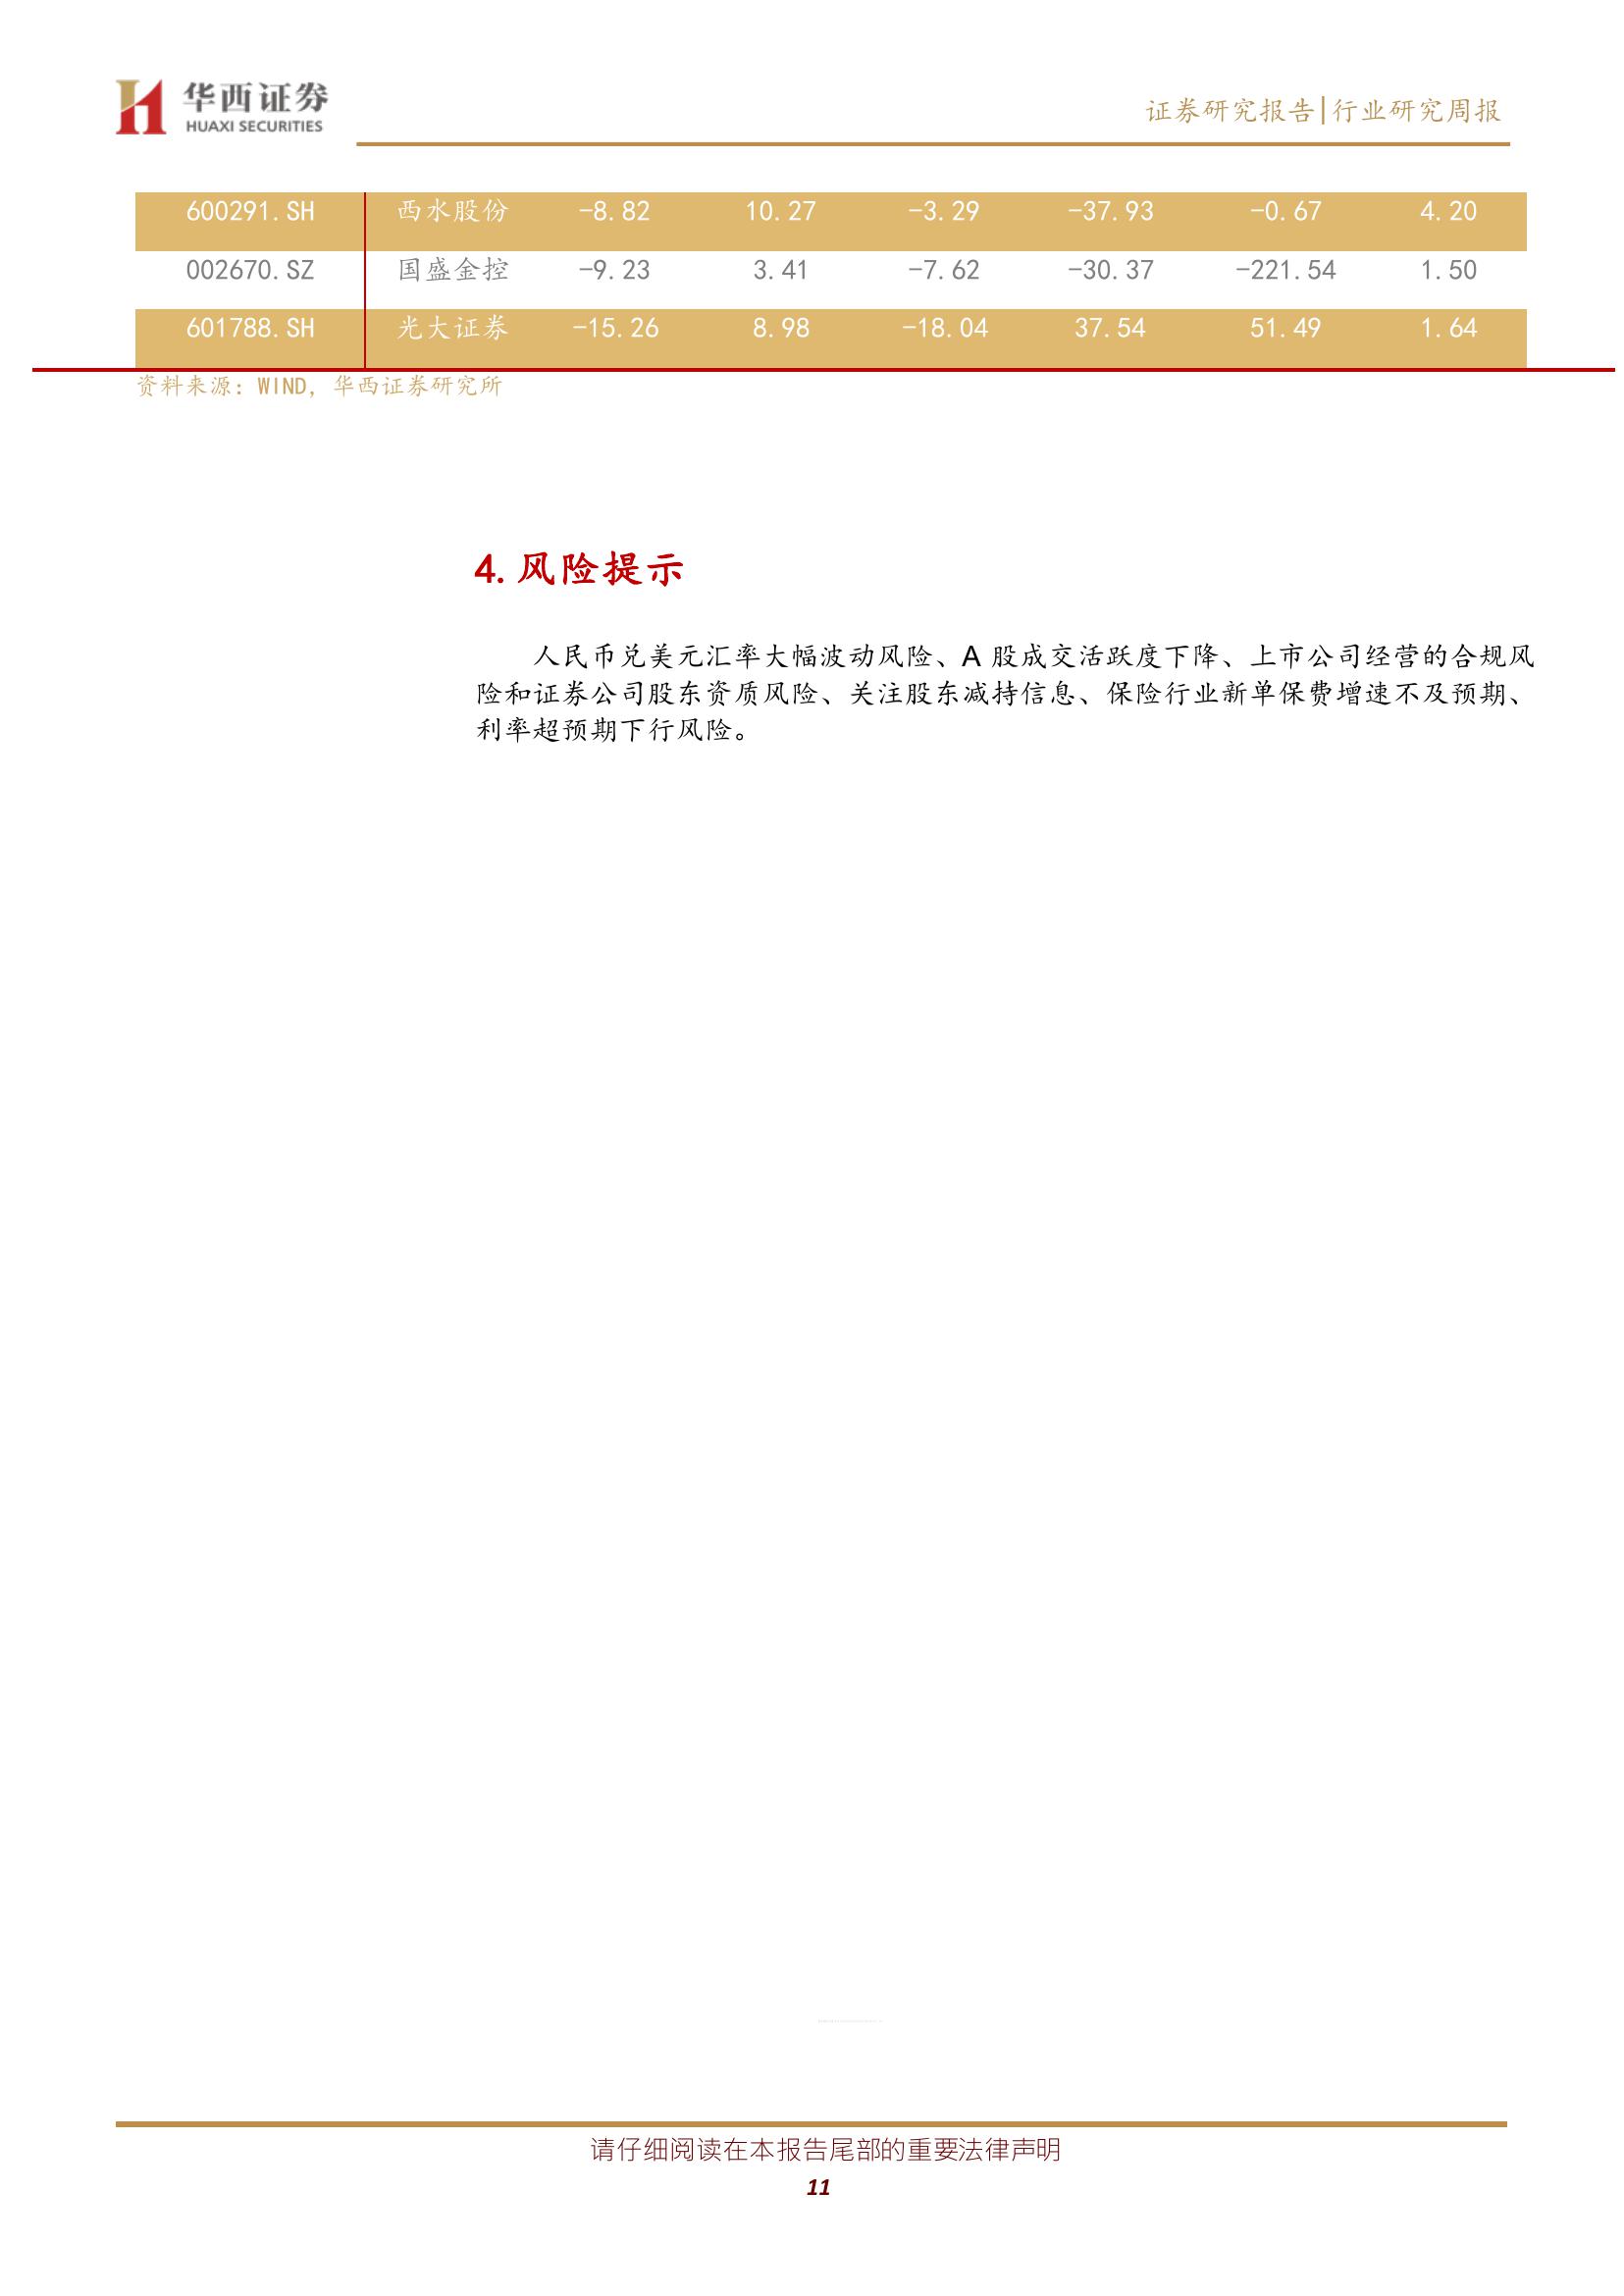 华西证券
HUAXI SECURITIES
证券研究报告|行业研究周报
600291.SH 西水股份 -8.82 10.27 -3.29 -37.93 -0.67 4.20
002670.SZ 国盛金控 -9.23 3.41 -7.62 -30.37 -221.54 1.50
601788.SH 光大证券 -15.26 8.98 -18.04 37.54 51.49 1.64
资料来源：WIND，华西证券研究所
4.风险提示
人民币兑美元汇率大幅波动风险、A 股成交活跃度下降、上市公司经营的合规风
险和证券公司股东资质风险、关注股东减持信息、保险行业新单保费增速不及预期、
利率超预期下行风险。
请仔细阅读在本报告尾部的重要法律声明
11